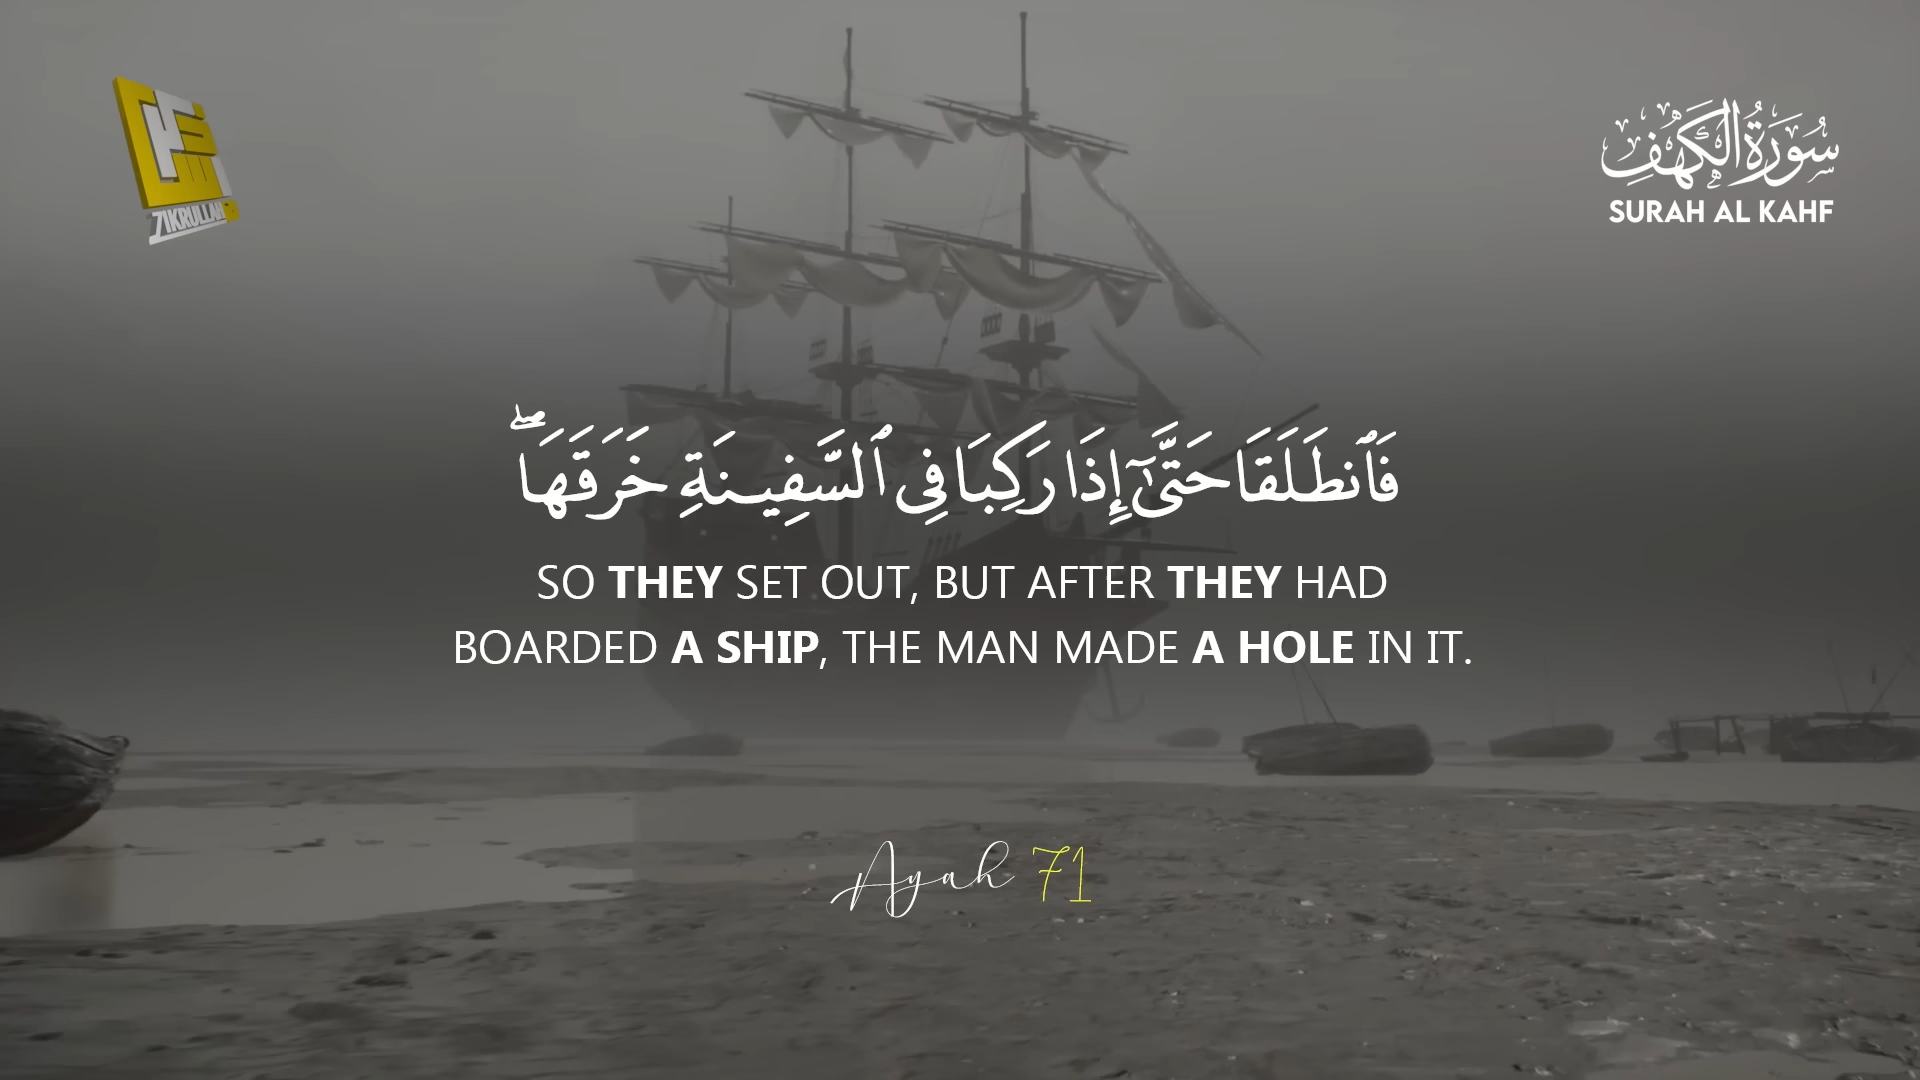 ZIKRULLAH
سُورَةُ الْكَهْفِ
SURAH AL KAHF
فَٱنطَلَقَا حَتَّىٰٓ إِذَا رَكِبَا فِى ٱلسَّفِينَةِ خَرَقَهَا ۖ
SO THEY SET OUT, BUT AFTER THEY HAD
BOARDED A SHIP, THE MAN MADE A HOLE IN IT.
Ayah 71